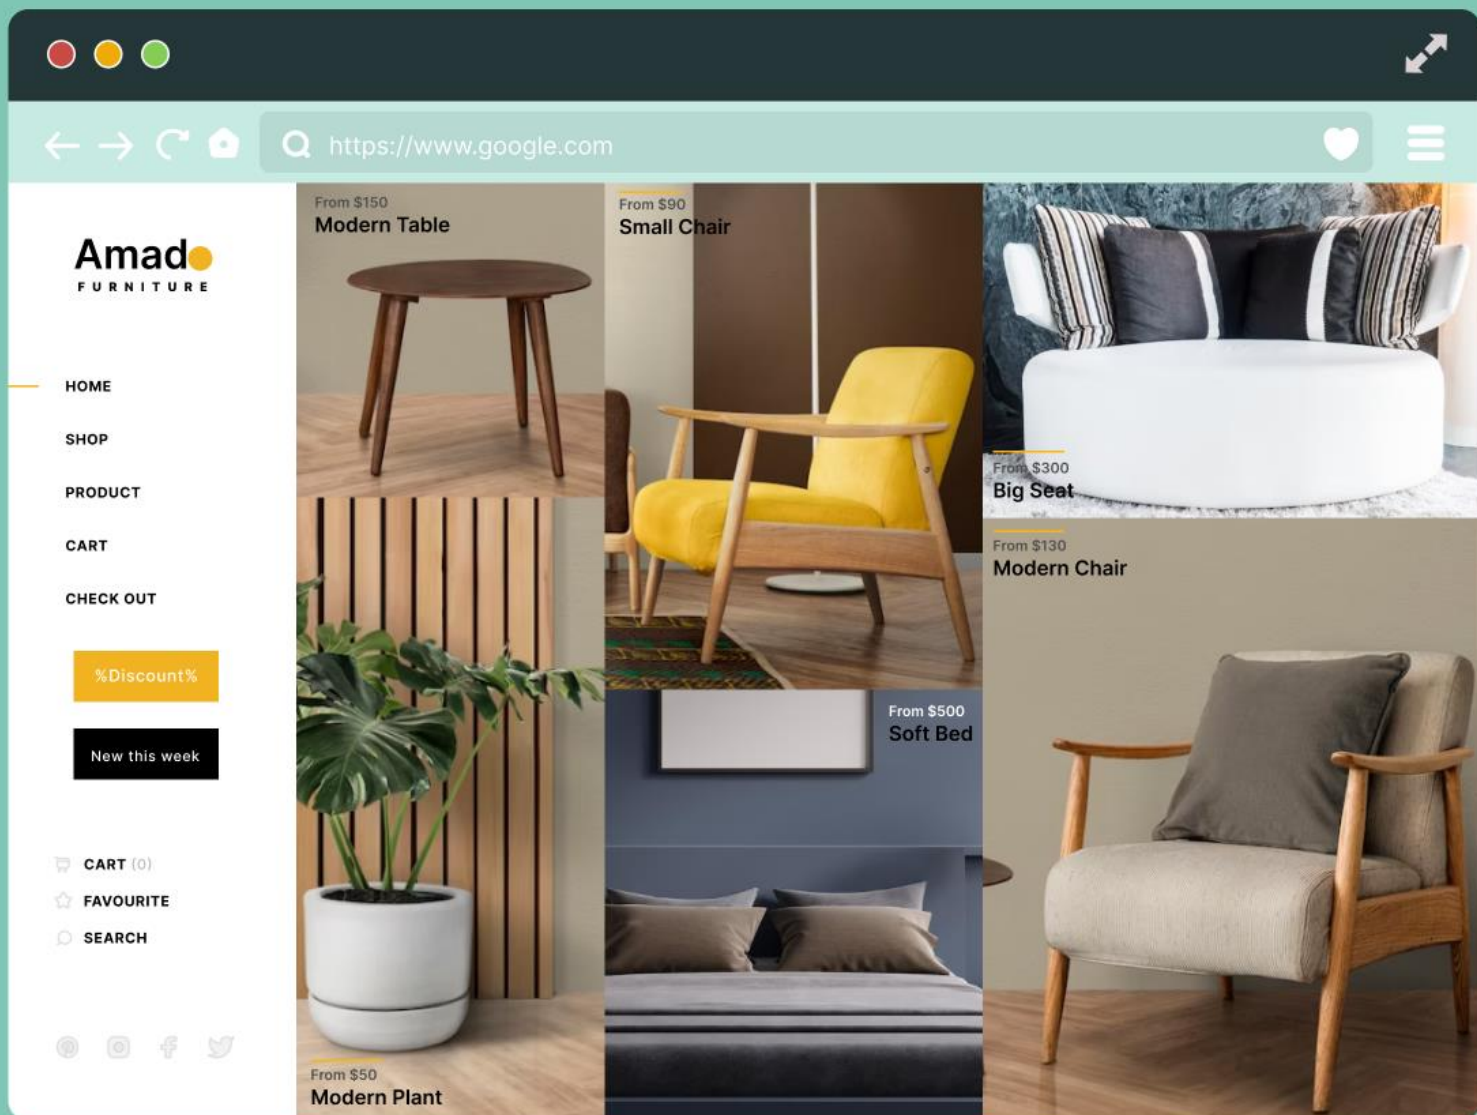 https://www.google.com
Amado
FURNITURE
HOME
SHOP
PRODUCT
CART
CHECK OUT
%Discount%
New this week
CART (0)
FAVOURITE
SEARCH
From $150
Modern Table
From $50
Modern Plant
From $90
Small Chair
From $500
Soft Bed
From $300
Big Seat
From $130
Modern Chair